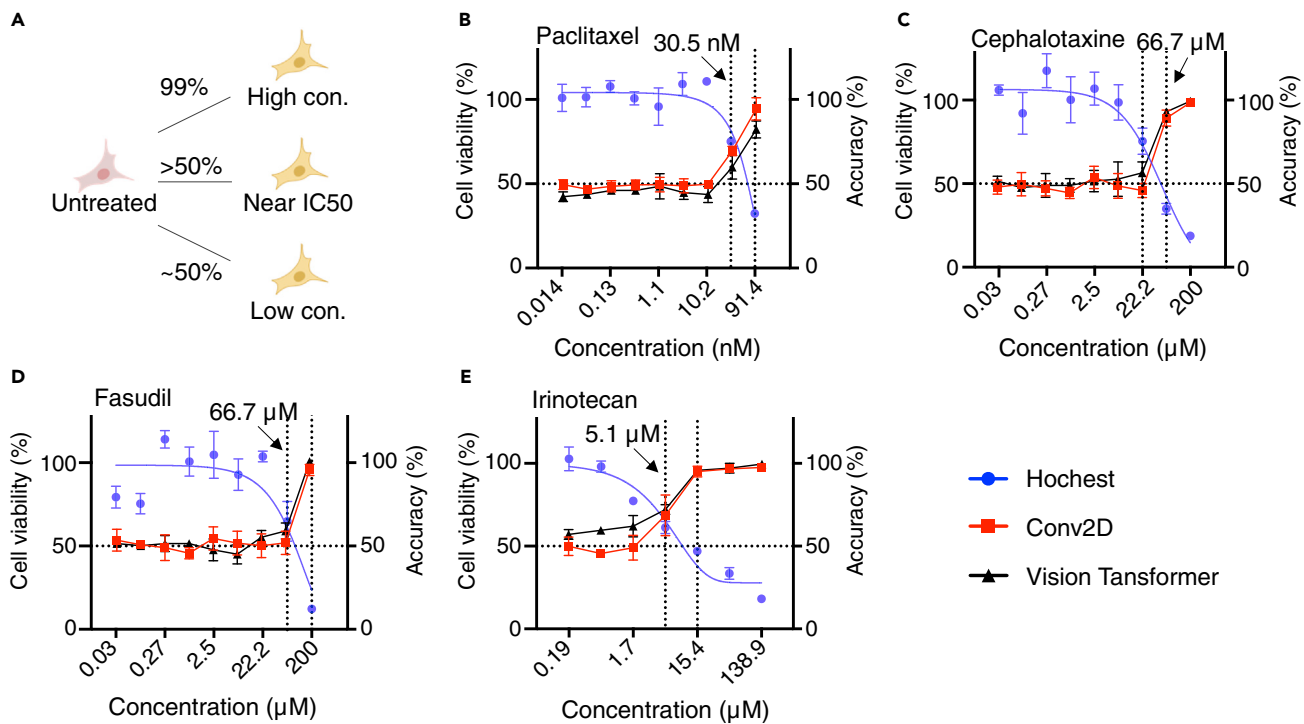 A
99%
High con.
>50%
Untreated
Near IC50
~50%
Low con.
B
Paclitaxel
30.5 nM
Cell viability (%)
100
50
0
Accuracy (%)
100
50
0
0.014
0.13
1.1
10.2
91.4
Concentration (nM)
C
Cephalotaxine
66.7 µM
Cell viability (%)
100
50
0
Accuracy (%)
100
50
0
0.03
0.27
2.5
22.2
200
Concentration (µM)
D
Fasudil
66.7 µM
Cell viability (%)
100
50
0
Accuracy (%)
100
50
0
0.03
0.27
2.5
22.2
200
Concentration (µM)
E
Irinotecan
5.1 µM
Cell viability (%)
100
50
0
Accuracy (%)
100
50
0
0.19
1.7
15.4
138.9
Concentration (µM)
Hochest
Conv2D
Vision Tansformer